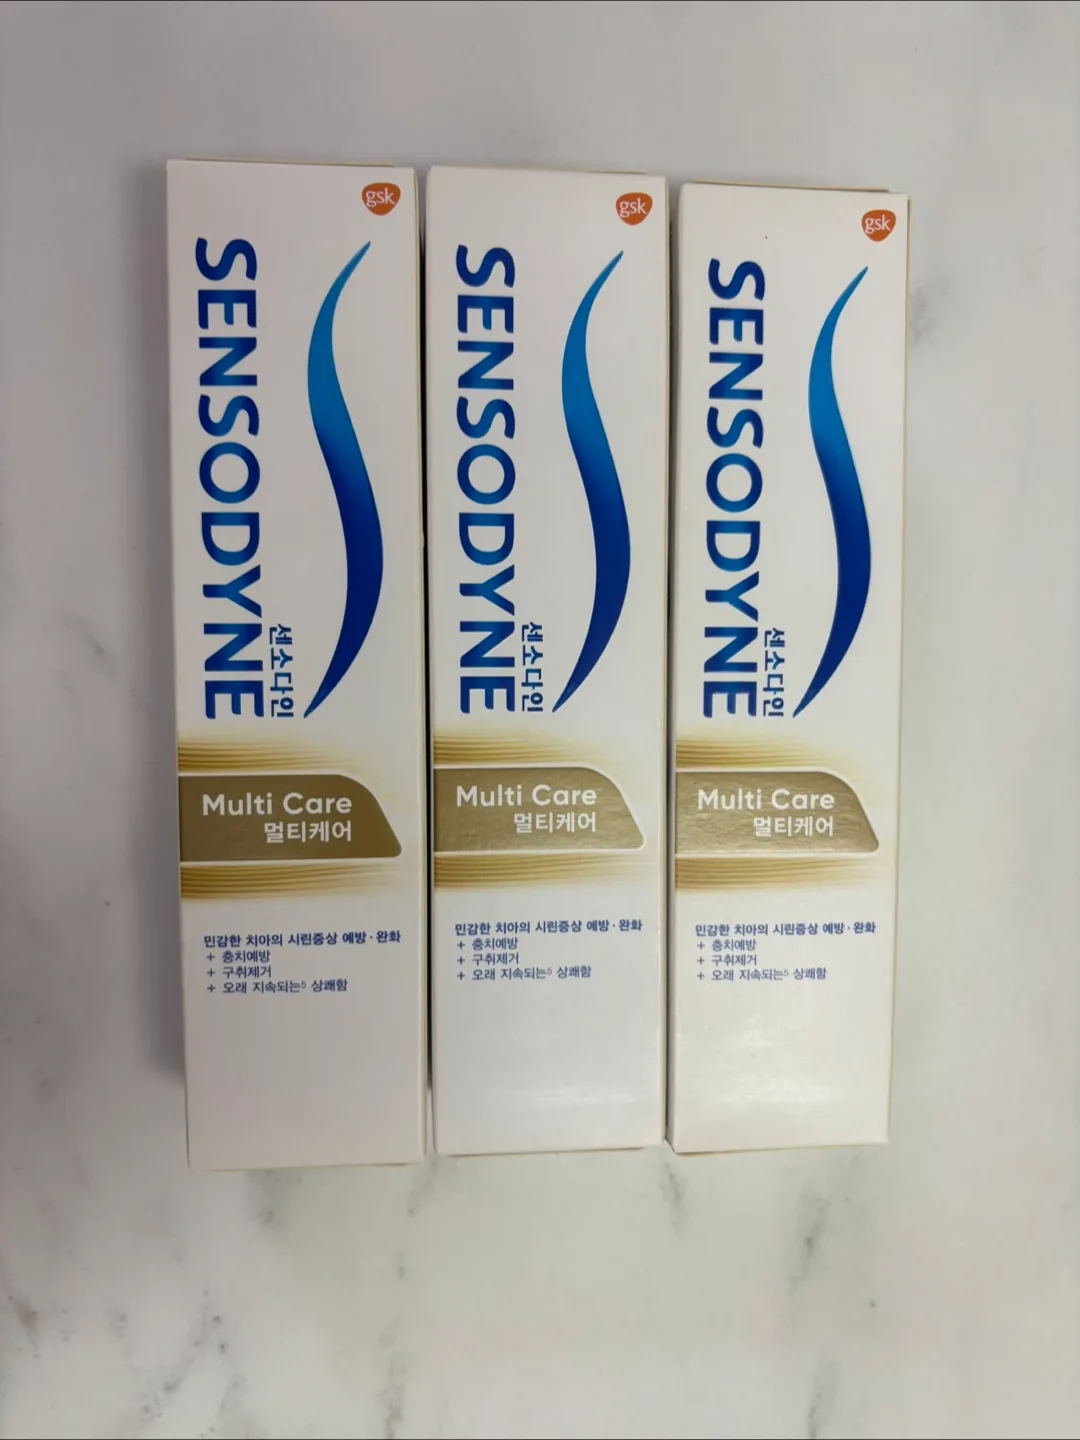 gsk
SENSODYNE
센소다인
Multi Care
멀티케어
민감한 치아의 시린증상 예방·완화
+ 충치예방
+ 구취제거
+ 오래 지속되는5 상쾌함
gsk
SENSODYNE
센소다인
Multi Care
멀티케어
민감한 치아의 시린증상 예방·완화
+ 충치예방
+ 구취제거
+ 오래 지속되는5 상쾌함
gsk
SENSODYNE
센소다인
Multi Care
멀티케어
민감한 치아의 시린증상 예방·완화
+ 충치예방
+ 구취제거
+ 오래 지속되는5 상쾌함